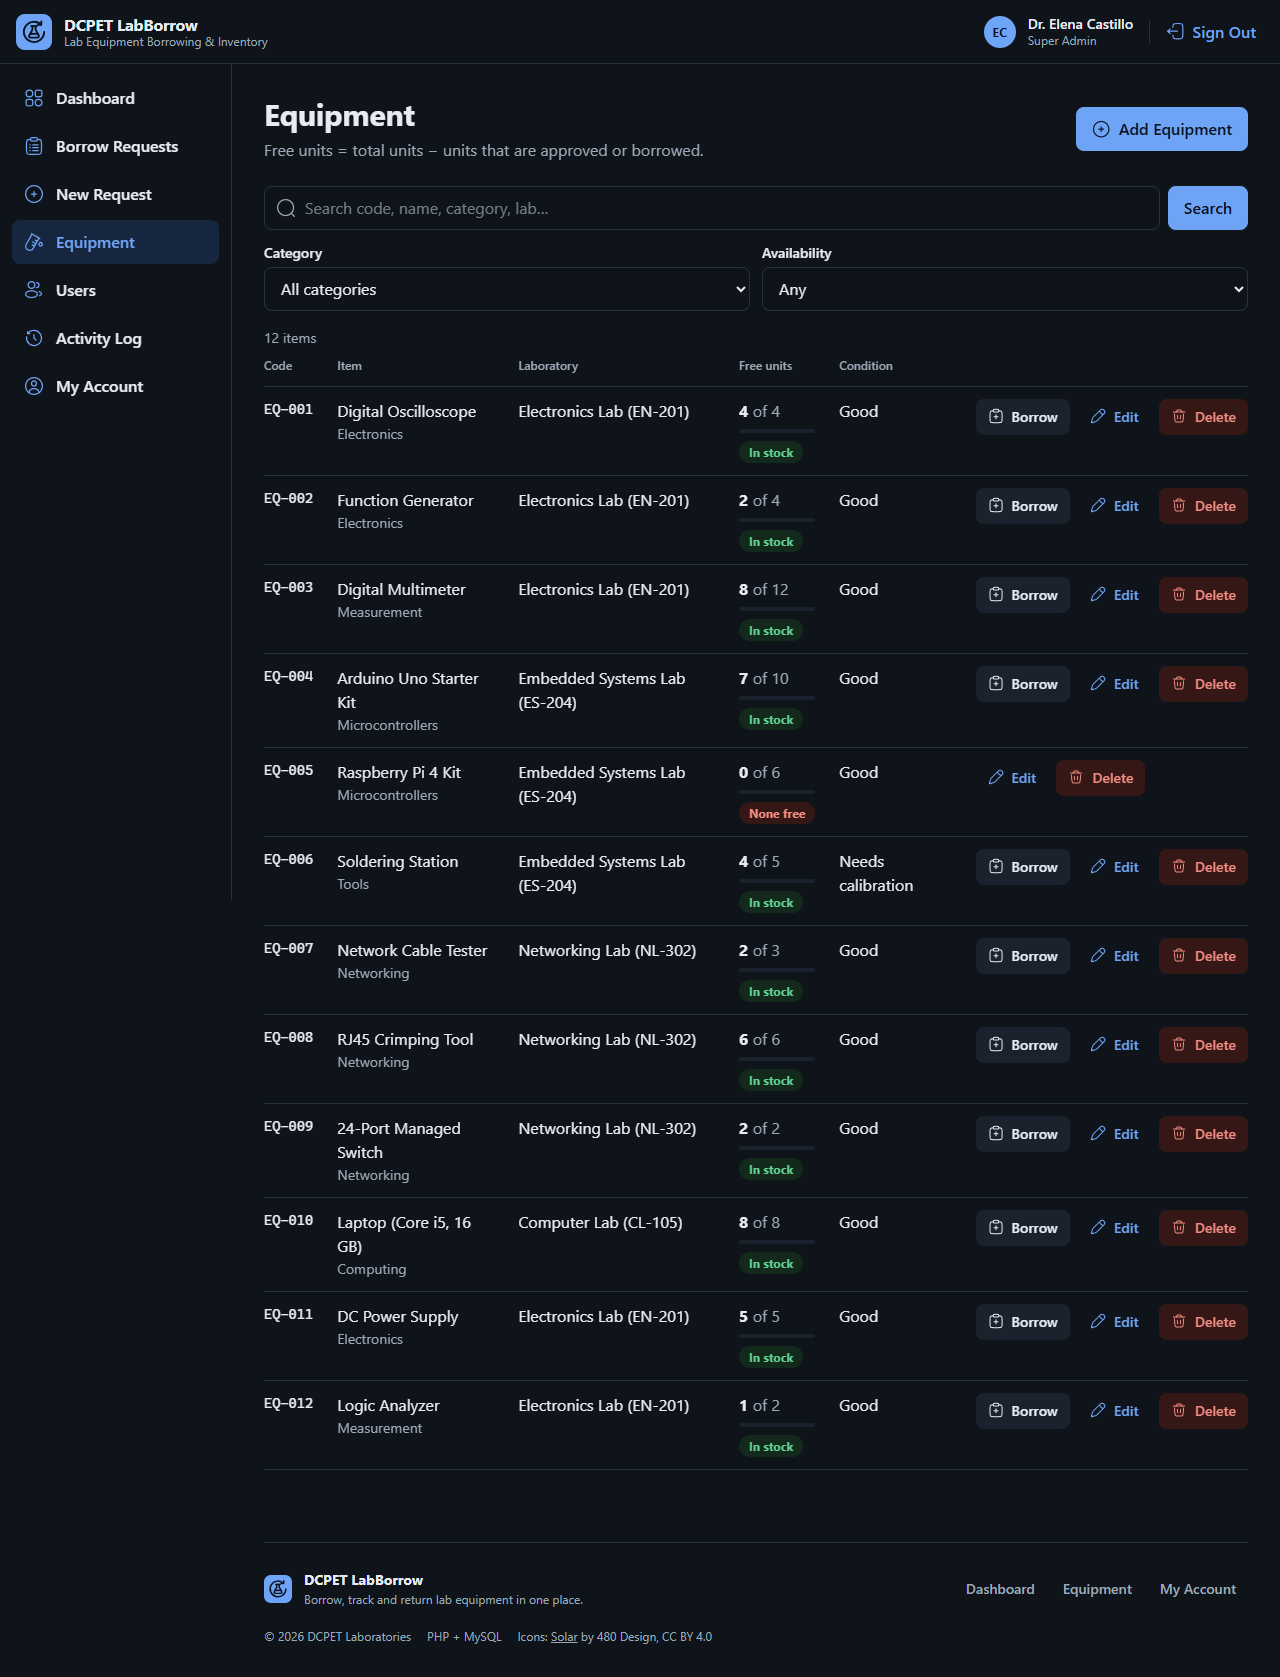 DCPET LabBorrow
Lab Equipment Borrowing & Inventory
EC
Dr. Elena Castillo
Super Admin
Sign Out
Dashboard
Borrow Requests
New Request
Equipment
Users
Activity Log
My Account
Equipment
Free units = total units − units that are approved or borrowed.
Add Equipment
Search code, name, category, lab...
Search
Category
Availability
All categories
Any
12 items
Code Item Laboratory Free units Condition
EQ-001 Digital Oscilloscope Electronics Lab (EN-201) 4 of 4 Good Borrow Edit Delete
Electronics
In stock
EQ-002 Function Generator Electronics Lab (EN-201) 2 of 4 Good Borrow Edit Delete
Electronics
In stock
EQ-003 Digital Multimeter Electronics Lab (EN-201) 8 of 12 Good Borrow Edit Delete
Measurement
In stock
EQ-004 Arduino Uno Starter Embedded Systems Lab 7 of 10 Good Borrow Edit Delete
Kit (ES-204)
Microcontrollers In stock
EQ-005 Raspberry Pi 4 Kit Embedded Systems Lab 0 of 6 Good Edit Delete
Microcontrollers (ES-204)
None free
EQ-006 Soldering Station Embedded Systems Lab 4 of 5 Needs Borrow Edit Delete
Tools (ES-204) calibration
In stock
EQ-007 Network Cable Tester Networking Lab (NL-302) 2 of 3 Good Borrow Edit Delete
Networking
In stock
EQ-008 RJ45 Crimping Tool Networking Lab (NL-302) 6 of 6 Good Borrow Edit Delete
Networking
In stock
EQ-009 24-Port Managed Networking Lab (NL-302) 2 of 2 Good Borrow Edit Delete
Switch
Networking In stock
EQ-010 Laptop (Core i5, 16 Computer Lab (CL-105) 8 of 8 Good Borrow Edit Delete
GB)
Computing In stock
EQ-011 DC Power Supply Electronics Lab (EN-201) 5 of 5 Good Borrow Edit Delete
Electronics
In stock
EQ-012 Logic Analyzer Electronics Lab (EN-201) 1 of 2 Good Borrow Edit Delete
Measurement
In stock
DCPET LabBorrow
Borrow, track and return lab equipment in one place.
Dashboard Equipment My Account
© 2026 DCPET Laboratories PHP + MySQL Icons: Solar by 480 Design, CC BY 4.0